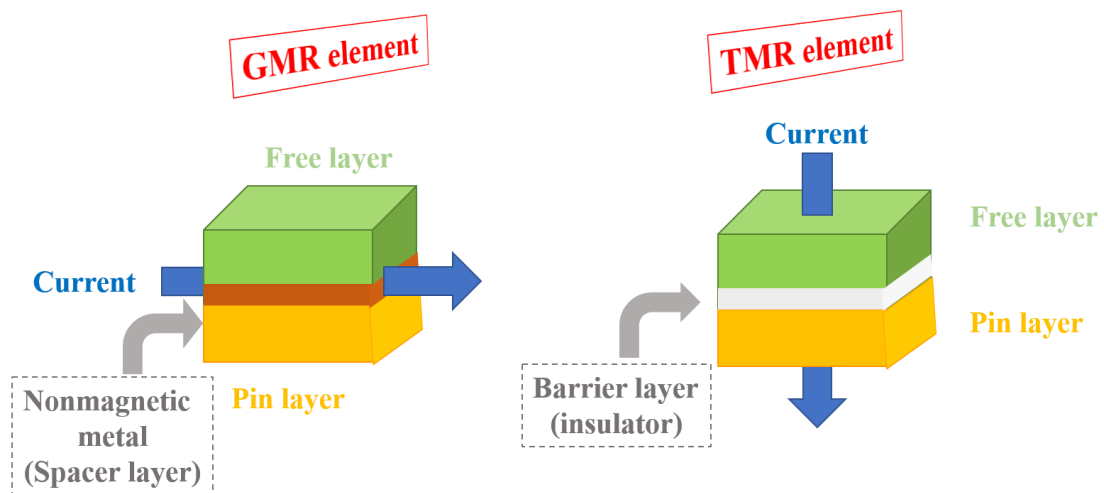 GMR element
Free layer
Current
Nonmagnetic
metal
(Spacer layer)
Pin layer
TMR element
Current
Free layer
Pin layer
Barrier layer
(insulator)